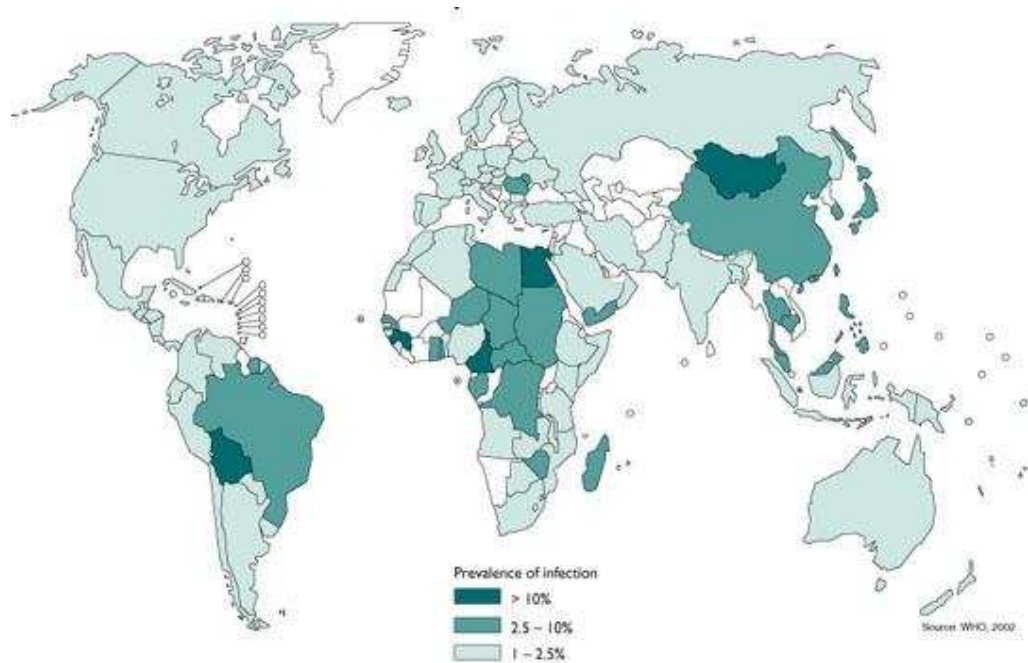 Prevalence of infection
> 10%
2.5 – 10%
1 – 2.5%
Source: WHO, 2002